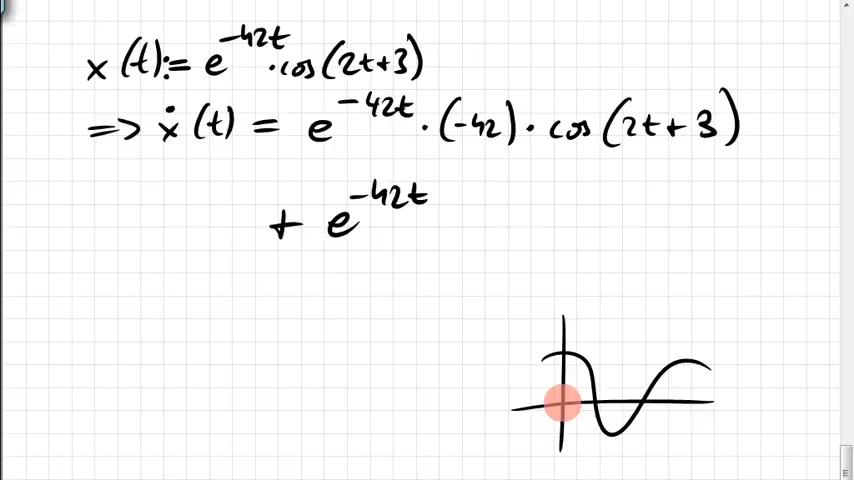 x(t):= e^{-42t} · cos(2t+3)
=> ẋ(t) = e^{-42t} · (-42) · cos(2t+3)
+ e^{-42t}